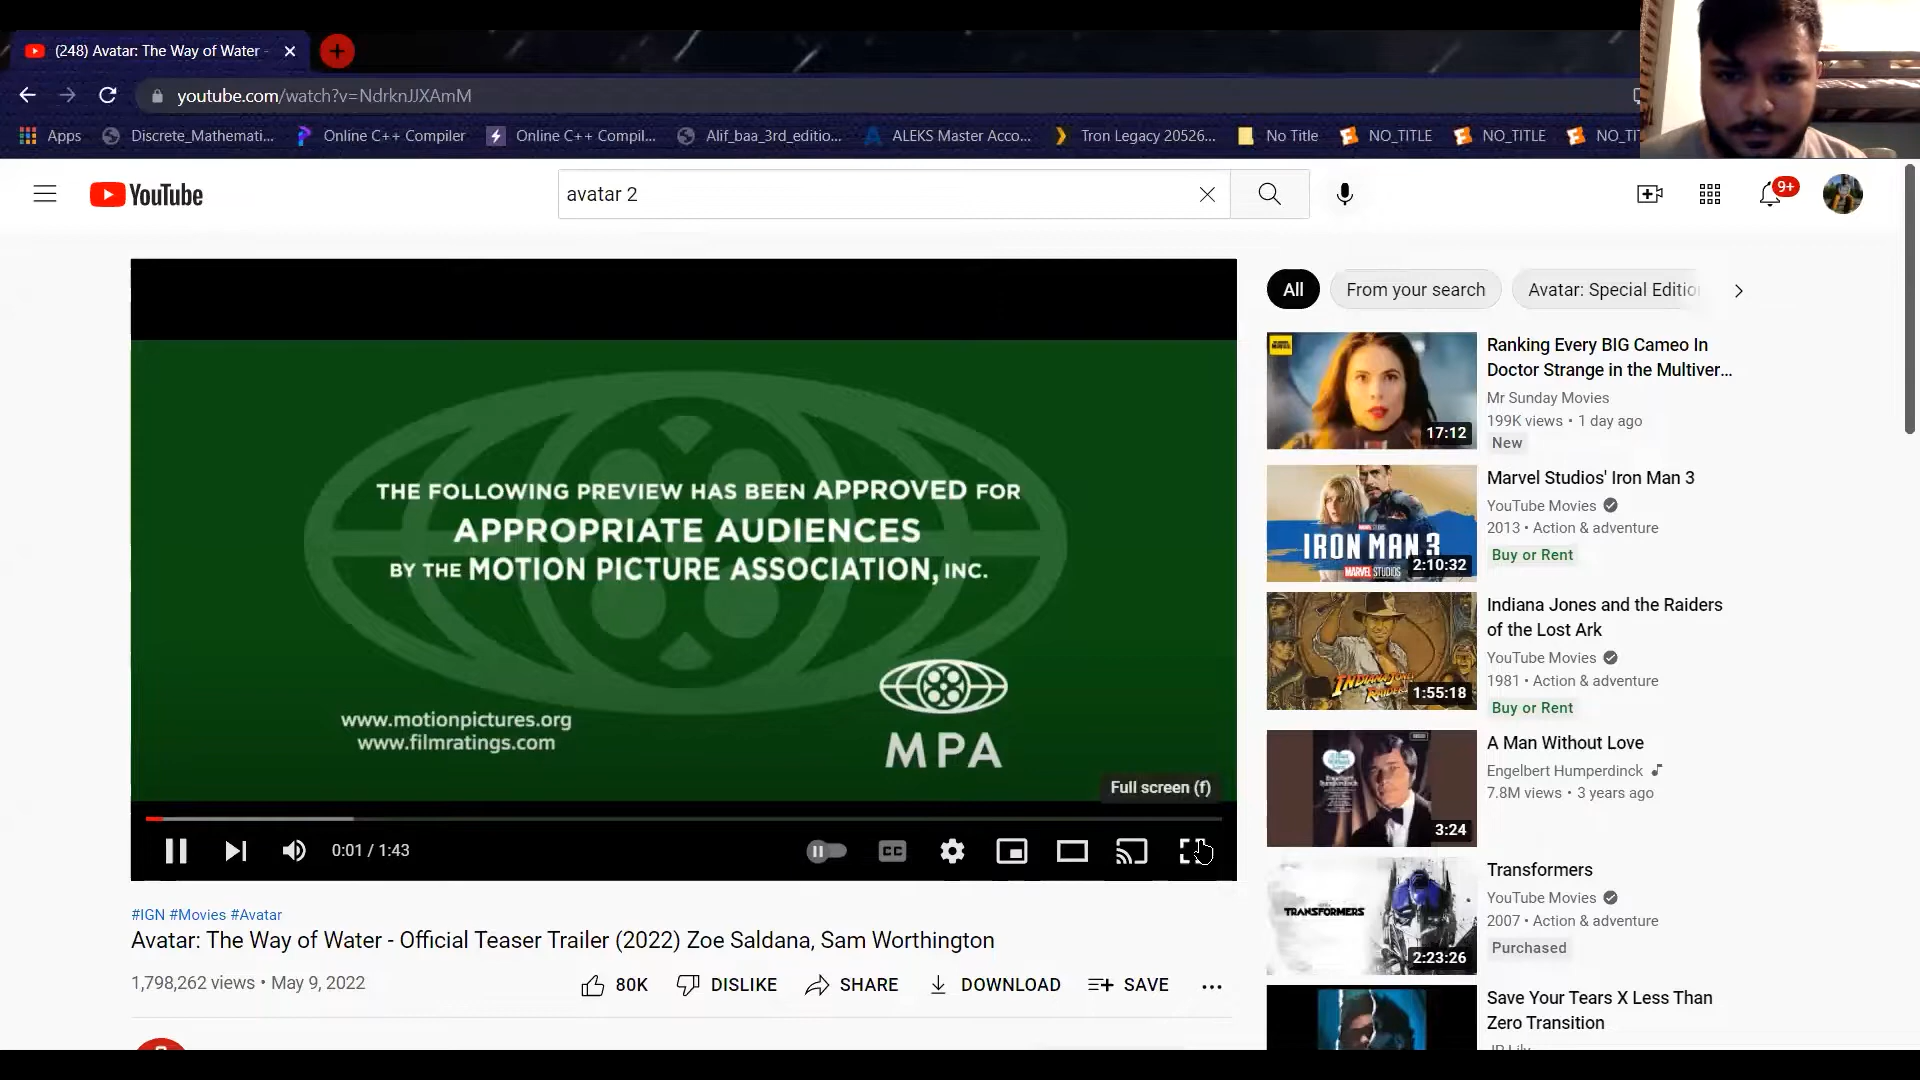 (248) Avatar: The Way of Water -
youtube.com/watch?v=NdrknJJXAmM
Apps Discrete_Mathemati... Online C++ Compiler Online C++ Compil... Alif_baa_3rd_editio... ALEKS Master Acco... Tron Legacy 20526... No Title NO_TITLE NO_TITLE NO_TIT
YouTube
avatar 2
9+
All From your search Avatar: Special Editio
THE FOLLOWING PREVIEW HAS BEEN APPROVED FOR
APPROPRIATE AUDIENCES
BY THE MOTION PICTURE ASSOCIATION, INC.
www.motionpictures.org
www.filmratings.com
MPA
Full screen (f)
0:01 / 1:43
CC
#IGN #Movies #Avatar
Avatar: The Way of Water - Official Teaser Trailer (2022) Zoe Saldana, Sam Worthington
1,798,262 views • May 9, 2022
80K DISLIKE SHARE DOWNLOAD SAVE
17:12
Ranking Every BIG Cameo In
Doctor Strange in the Multiver...
Mr Sunday Movies
199K views • 1 day ago
New
IRON MAN 3
MARVEL STUDIOS
2:10:32
Marvel Studios' Iron Man 3
YouTube Movies
2013 • Action & adventure
Buy or Rent
INDIANA JONES
1:55:18
Indiana Jones and the Raiders
of the Lost Ark
YouTube Movies
1981 • Action & adventure
Buy or Rent
3:24
A Man Without Love
Engelbert Humperdinck
7.8M views • 3 years ago
TRANSFORMERS
2:23:26
Transformers
YouTube Movies
2007 • Action & adventure
Purchased
Save Your Tears X Less Than
Zero Transition